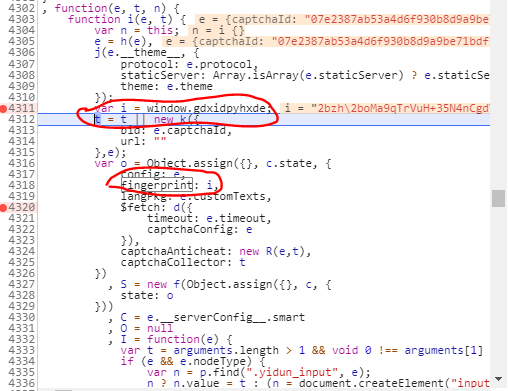 4302 , function(e, t, n) {
4303 function i(e, t) { e = {captchaId: "07e2387ab53a4d6f930b8d9a9be
4304 var n = this; n = i {}
4305 e = h(e), e = {captchaId: "07e2387ab53a4d6f930b8d9a9be71bdf
4306 j(e.__theme__, {
4307 protocol: e.protocol,
4308 staticServer: Array.isArray(e.staticServer) ? e.staticSe
4309 theme: e.theme
4310 });
4311 var i = window.gdxidpyhxde; i = "2bzh\2boMa9qTrVuH+35N4nCgd
4312 t = t || new k({
4313 bid: e.captchaId,
4314 url: ""
4315 },e);
4316 var o = Object.assign({}, c.state, {
4317 config: e,
4318 fingerprint: i,
4319 langPkg: e.customTexts,
4320 $fetch: d({
4321 timeout: e.timeout,
4322 captchaConfig: e
4323 }),
4324 captchaAnticheat: new R(e,t),
4325 captchaCollector: t
4326 })
4327 , S = new f(Object.assign({}, c, {
4328 state: o
4329 }))
4330 , C = e.__serverConfig__.smart
4331 , O = null
4332 , I = function(e) {
4333 var t = arguments.length > 1 && void 0 !== arguments[1]
4334 if (e && e.nodeType) {
4335 var n = p.find(".yidun_input", e);
4336 n ? n.value = t : (n = document.createElement("input